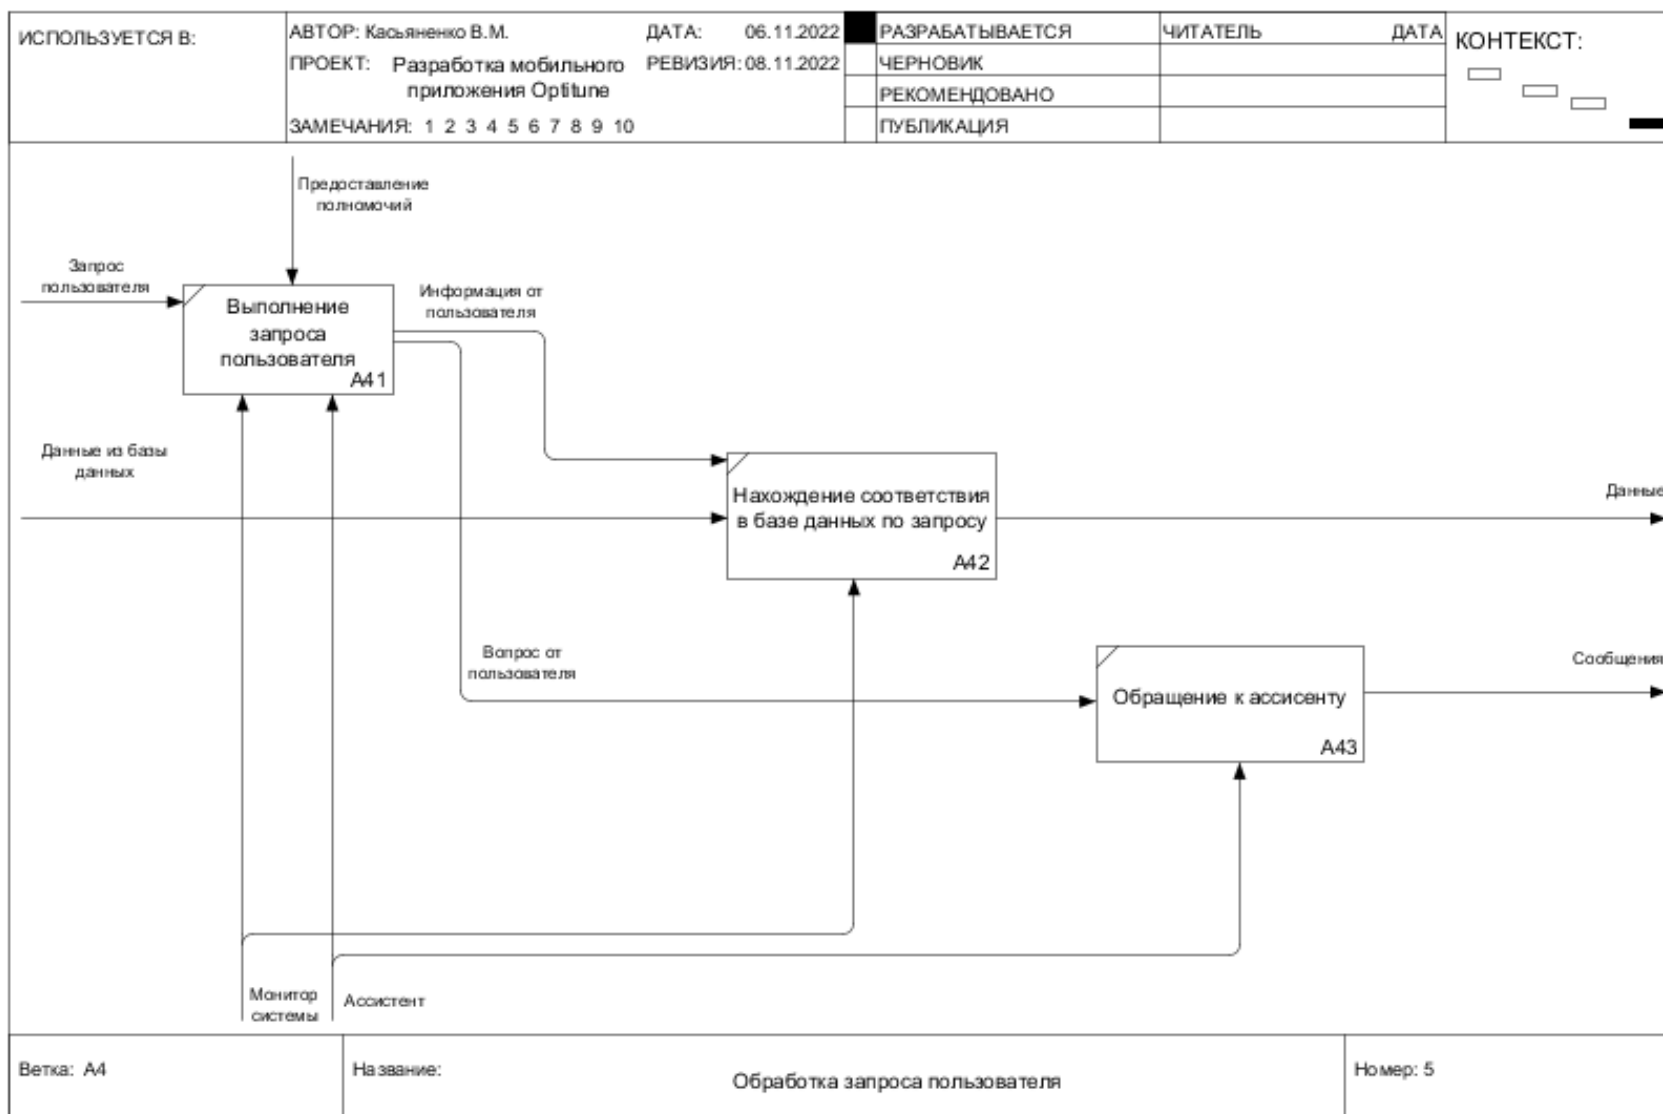 ИСПОЛЬЗУЕТСЯ В:
АВТОР: Касьяненко В.М.
ДАТА: 06.11.2022
ПРОЕКТ: Разработка мобильного
приложения Optitune
РЕВИЗИЯ: 08.11.2022
ЗАМЕЧАНИЯ: 1 2 3 4 5 6 7 8 9 10
РАЗРАБАТЫВАЕТСЯ
ЧЕРНОВИК
РЕКОМЕНДОВАНО
ПУБЛИКАЦИЯ
ЧИТАТЕЛЬ
ДАТА
КОНТЕКСТ:
Предоставление
полномочий
Запрос
пользователя
Выполнение
запроса
пользователя
A41
Информация от
пользователя
Данные из базы
данных
Нахождение соответствия
в базе данных по запросу
A42
Данные
Вопрос от
пользователя
Обращение к ассисенту
A43
Сообщения
Монитор
системы
Ассистент
Ветка: A4
Название:
Обработка запроса пользователя
Номер: 5